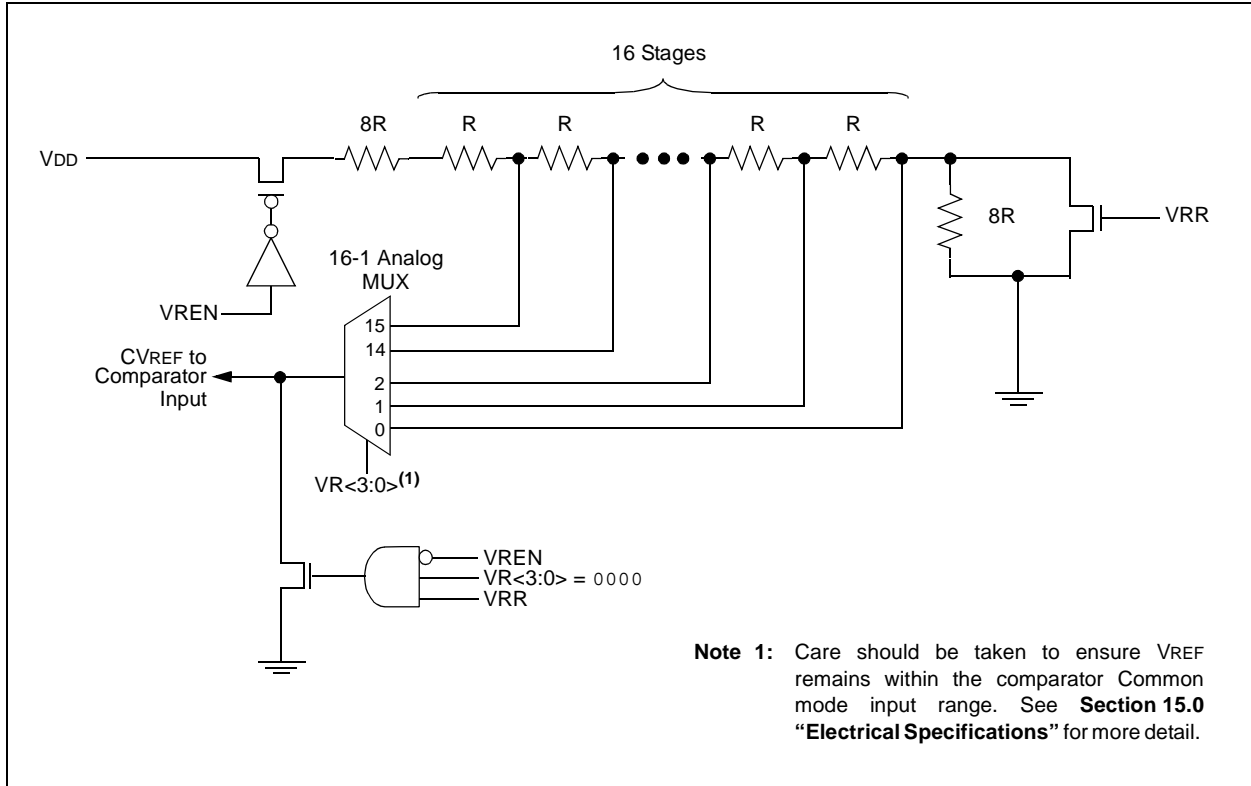 16 Stages
8R
R
R
R
R
VDD
8R
VRR
16-1 Analog
MUX
VREN
15
14
2
1
0
CVREF to
Comparator
Input
VR<3:0>(1)
VREN
VR<3:0> = 0000
VRR
Note 1: Care should be taken to ensure VREF
remains within the comparator Common
mode input range. See Section 15.0
“Electrical Specifications” for more detail.